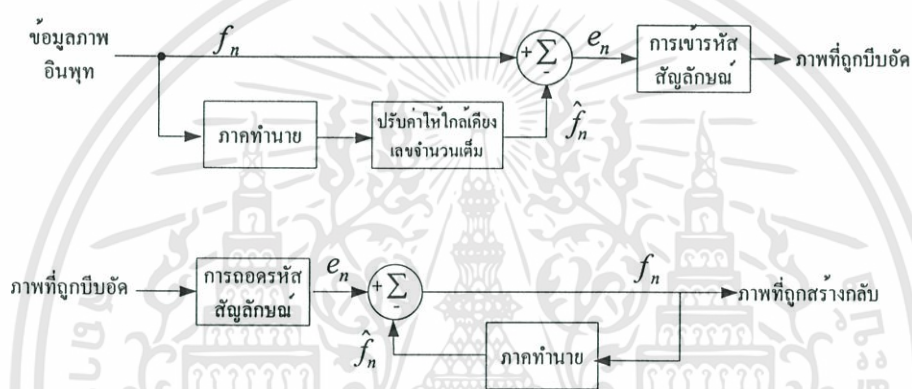 ข้อมูลภาพ
อินพุท
f_n
+ Σ -
e_n
การเข้ารหัส
สัญลักษณ์
ภาพที่ถูกบีบอัด
ภาคทำนาย
ปรับค่าให้ใกล้เคียง
เลขจำนวนเต็ม
f̂_n
ภาพที่ถูกบีบอัด
การถอดรหัส
สัญลักษณ์
e_n
+ Σ -
f_n
ภาพที่ถูกสร้างกลับ
f̂_n
ภาคทำนาย